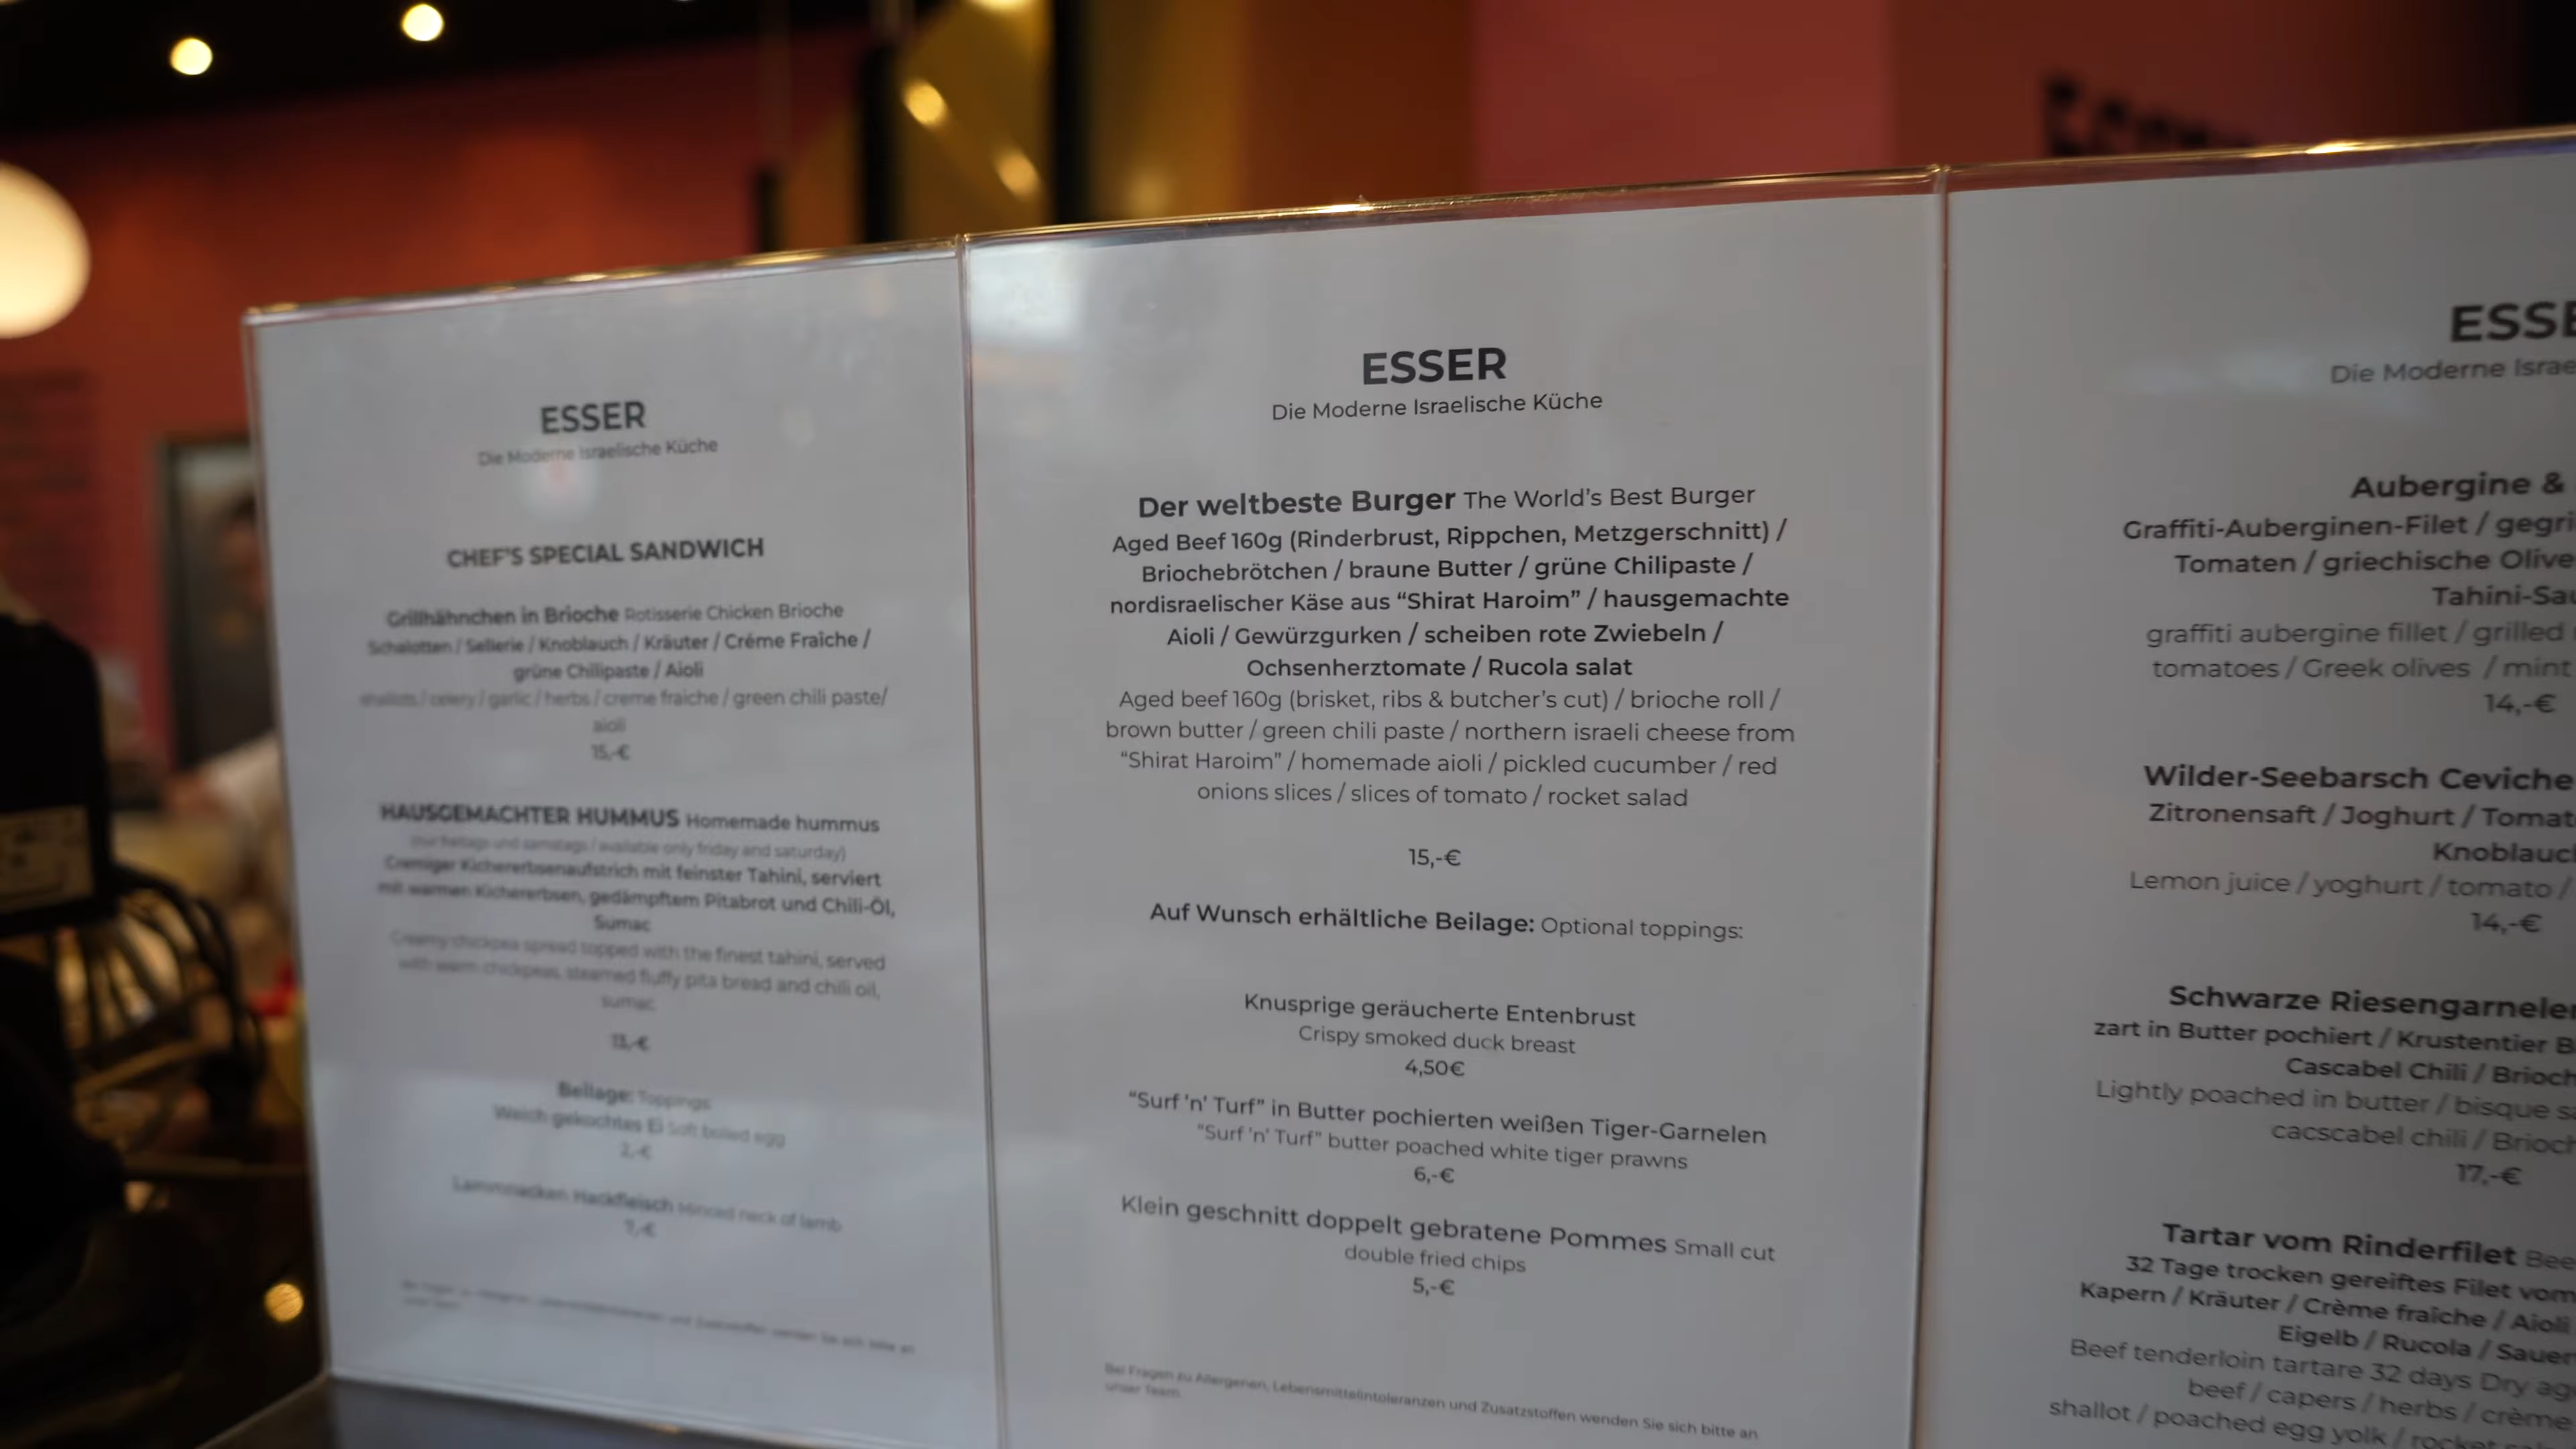 ESSER
Die Moderne Israelische Küche
CHEF'S SPECIAL SANDWICH
Grillhähnchen in Brioche Rotisserie Chicken Brioche
Schalotten / Sellerie / Knoblauch / Kräuter / Créme Fraîche /
grüne Chilipaste / Aioli
shallots / celery / garlic / herbs / creme fraiche / green chili paste/
aioli
15,-€
HAUSGEMACHTER HUMMUS Homemade hummus
(nur freitags und samstags / available only friday and saturday)
Cremiger Kichererbsenaufstrich mit feinster Tahini, serviert
mit warmen Kichererbsen, gedämpftem Pitabrot und Chili-Öl,
Sumac
Creamy chickpea spread topped with the finest tahini, served
with warm chickpeas, steamed fluffy pita bread and chili oil,
sumac
13,-€
Beilage: Toppings:
Weich gekochtes Ei Soft boiled egg
2,-€
Lammnacken Hackfleisch minced neck of lamb
ESSER
Die Moderne Israelische Küche
Der weltbeste Burger The World's Best Burger
Aged Beef 160g (Rinderbrust, Rippchen, Metzgerschnitt) /
Briochebrötchen / braune Butter / grüne Chilipaste /
nordisraelischer Käse aus “Shirat Haroim” / hausgemachte
Aioli / Gewürzgurken / scheiben rote Zwiebeln /
Ochsenherztomate / Rucola salat
Aged beef 160g (brisket, ribs & butcher's cut) / brioche roll /
brown butter / green chili paste / northern israeli cheese from
“Shirat Haroim” / homemade aioli / pickled cucumber / red
onions slices / slices of tomato / rocket salad
15,-€
Auf Wunsch erhältliche Beilage: Optional toppings:
Knusprige geräucherte Entenbrust
Crispy smoked duck breast
4,50€
“Surf 'n' Turf” in Butter pochierten weißen Tiger-Garnelen
“Surf 'n' Turf” butter poached white tiger prawns
6,-€
Klein geschnitt doppelt gebratene Pommes Small cut
double fried chips
5,-€
Bei Fragen zu Allergenen, Lebensmittelintoleranzen und Zusatzstoffen wenden Sie sich bitte an
unser Team.
ESSE
Die Moderne Israe
Aubergine &
Graffiti-Auberginen-Filet / gegri
Tomaten / griechische Olive
Tahini-Sau
graffiti aubergine fillet / grilled
tomatoes / Greek olives / mint
14,-€
Wilder-Seebarsch Ceviche
Zitronensaft / Joghurt / Tomat
Knoblauc
Lemon juice / yoghurt / tomato /
14,-€
Schwarze Riesengarnele
zart in Butter pochiert / Krustentier B
Cascabel Chili / Brioch
Lightly poached in butter / bisque s
cacscabel chili / Brioch
17,-€
Tartar vom Rinderfilet Bee
32 Tage trocken gereiftes Filet vom
Kapern / Kräuter / Crème fraîche / Aioli
Eigelb / Rucola / Sauer
Beef tenderloin tartare 32 days Dry ag
beef / capers / herbs / crème
shallot / poached egg yolk / rocket